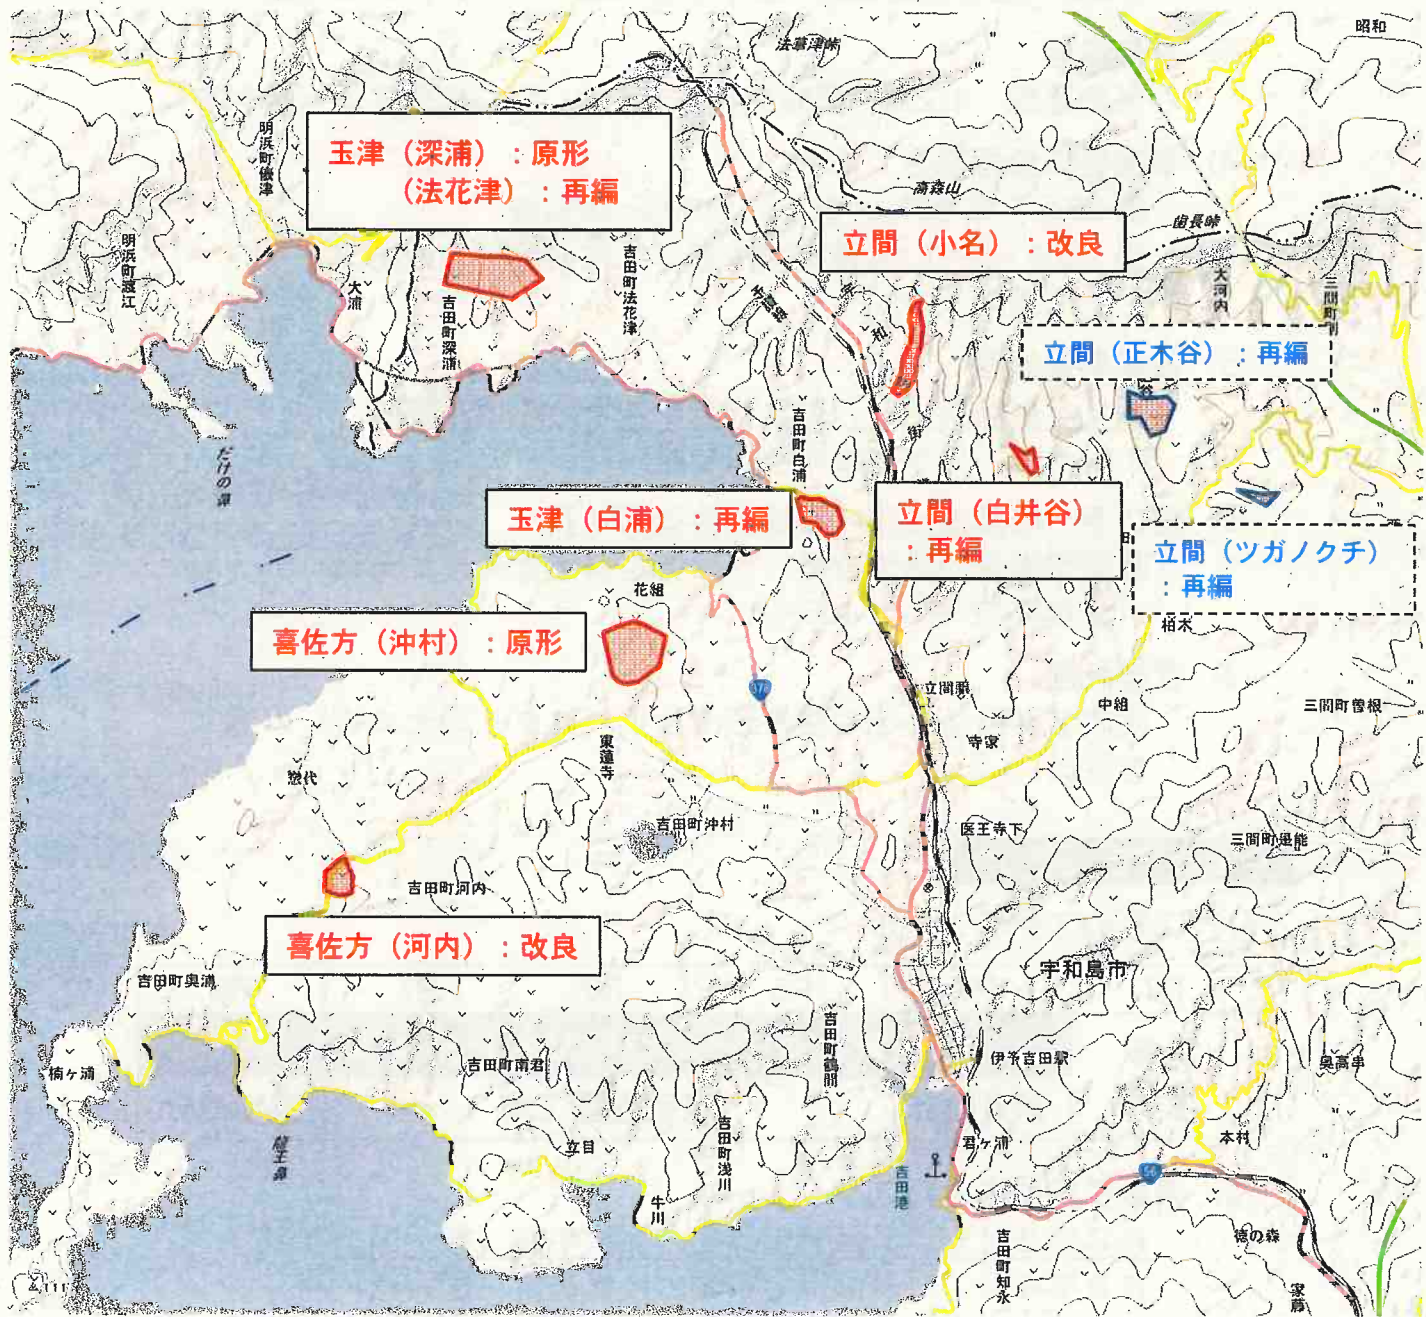 昭和
法華津峠
明浜町俵津
玉津（深浦）：原形
（法花津）：再編
高森山
歯長峠
立間（小名）：改良
明浜町渡江
大浦
吉田町深浦
吉田町法花津
大河内
立間（正木谷）：再編
吉田町白浦
だけの鼻
玉津（白浦）：再編
立間（白井谷）
：再編
立間（ツガノクチ）
：再編
花組
喜佐方（沖村）：原形
柏木
立間駅
中組
三間町曽根
寺家
東蓮寺
惣代
吉田町沖村
医王寺下
三間町是能
吉田町河内
喜佐方（河内）：改良
宇和島市
吉田町奥浦
吉田町鶴間
伊予吉田駅
吉田町南君
楠ヶ浦
奥高串
君ヶ浦
本村
立目
吉田町浅川
吉田港
牛川
56
徳の森
吉田町知永